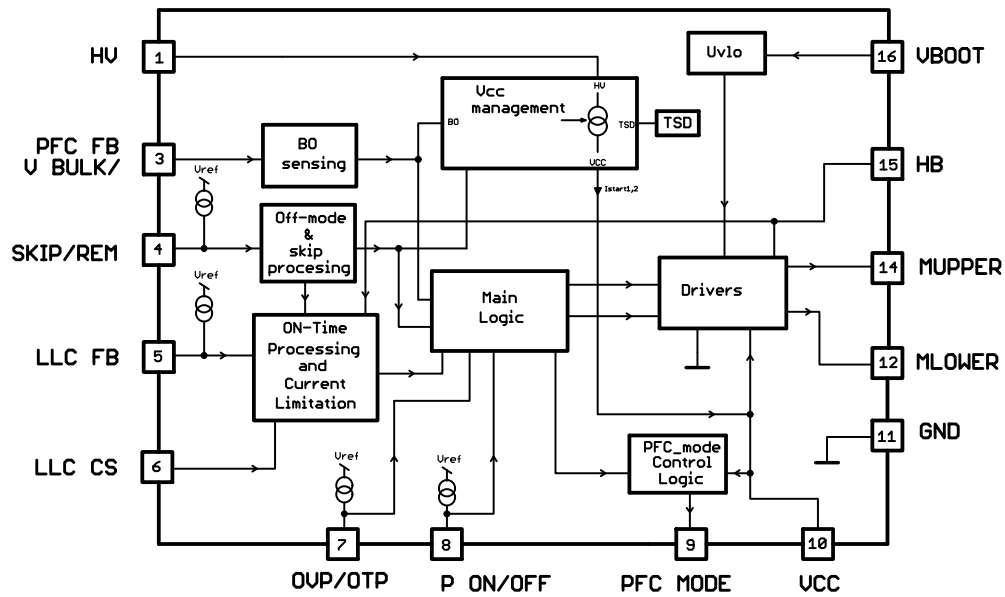 HV
1
Uvlo
16
VBOOT
Vcc
management
HV
BO
TSD
VCC
TSD
PFC FB
V BULK/
3
BO
sensing
15
HB
Vref
Istart1,2
SKIP/REM
4
Off-mode
&
skip
procesing
14
MUPPER
Vref
Main
Logic
Drivers
LLC FB
5
ON-Time
Processing
and
Current
Limitation
12
MLOWER
11
GND
LLC CS
6
Vref
Vref
PFC_mode
Control
Logic
7
8
9
10
OVP/OTP
P ON/OFF
PFC MODE
VCC